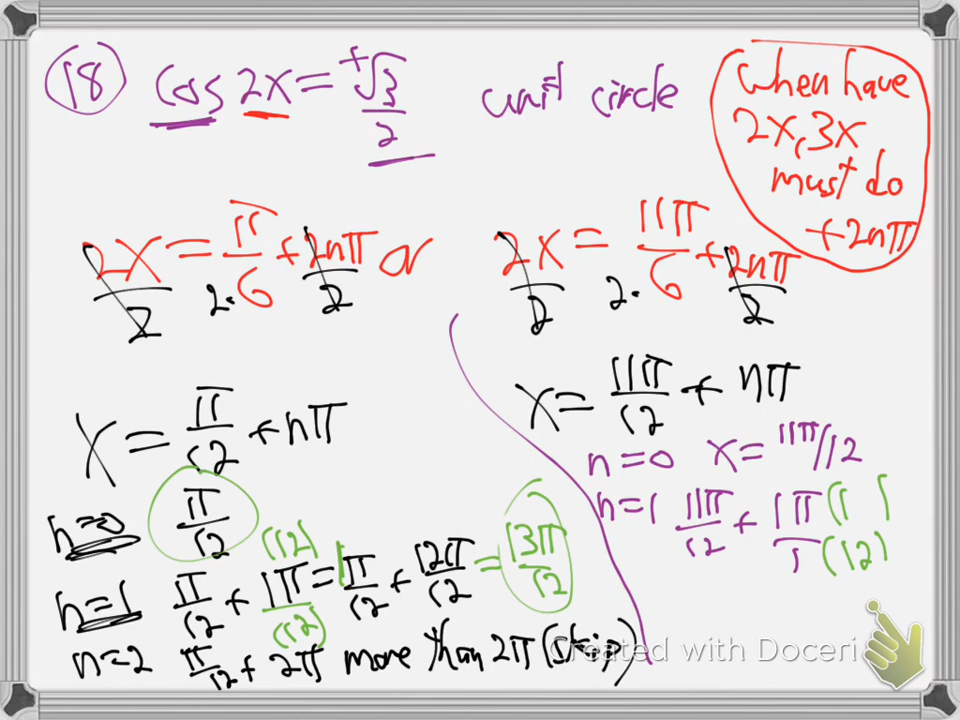 18 cos 2x = +√3/2 unit circle
when have
2x, 3x
must do
+2nπ
2x/2 = π/2·6 + 2nπ/2 or
2x/2 = 11π/2·6 + 2nπ/2
x = π/12 + nπ
n=0 π/12
n=1 π/12 + 1π(12)/(12) = 1π/12 + 12π/12 = 13π/12
n=2 π/12 + 2π more than 2π (skip)
x = 11π/12 + nπ
n=0 x = 11π/12
n=1 11π/12 + 1π/1 (1 )/(12)
Created with Doceri